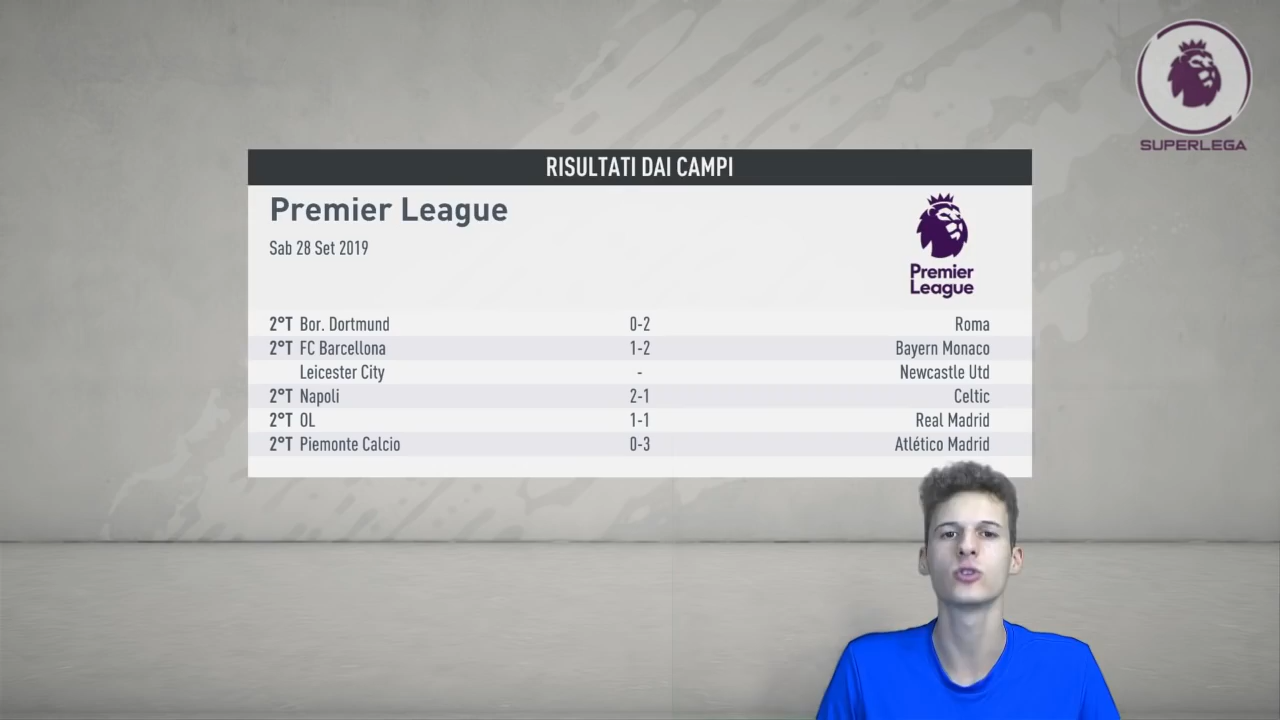 SUPERLEGA
RISULTATI DAI CAMPI
Premier League
Sab 28 Set 2019
Premier
League
2°T Bor. Dortmund 0-2 Roma
2°T FC Barcellona 1-2 Bayern Monaco
Leicester City - Newcastle Utd
2°T Napoli 2-1 Celtic
2°T OL 1-1 Real Madrid
2°T Piemonte Calcio 0-3 Atlético Madrid